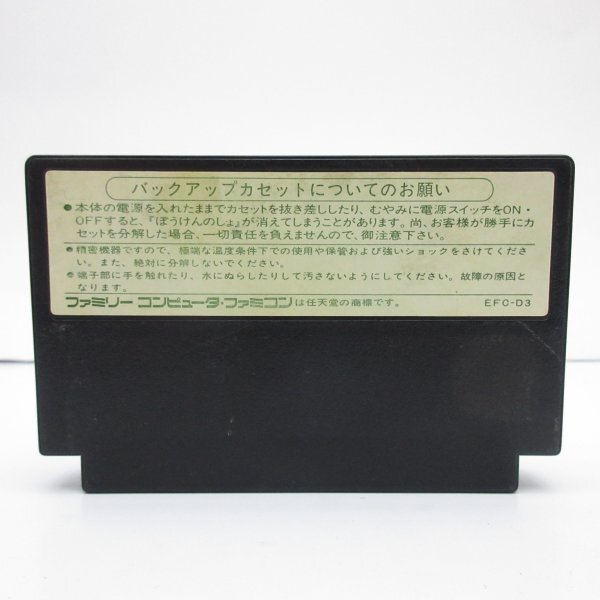 バックアップカセットについてのお願い
●本体の電源を入れたままでカセットを抜き差ししたり、むやみに電源スイッチをON・
OFFすると、『ぼうけんのしょ』が消えてしまうことがあります。尚、お客様が勝手にカ
セットを分解した場合、一切責任を負えませんので、御注意下さい。
●精密機器ですので、極端な温度条件下での使用や保管および強いショックをさけてくださ
い。また、絶対に分解しないでください。
●端子部に手を触れたり、水にぬらしたりして汚さないようにしてください。故障の原因と
なります。
ファミリー コンピュータ・ファミコンは任天堂の商標です。 EFC-D3